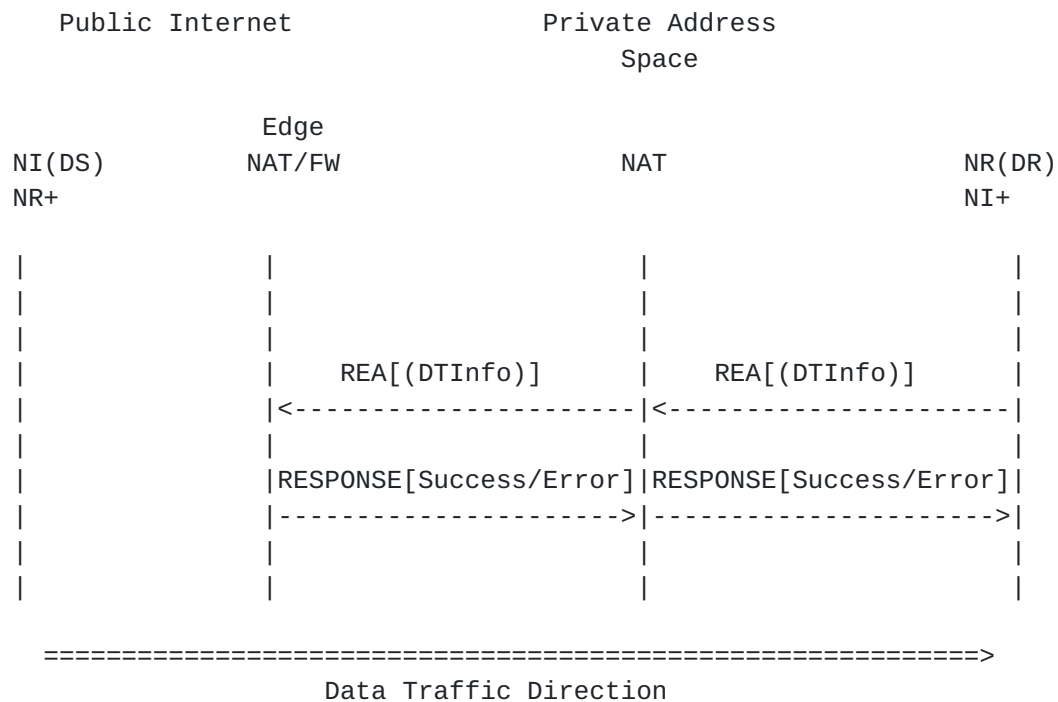 Public Internet Private Address
Space
Edge
NI(DS) NAT/FW NAT NR(DR)
NR+ NI+
REA[(DTInfo)] REA[(DTInfo)]
RESPONSE[Success/Error] RESPONSE[Success/Error]
Data Traffic Direction